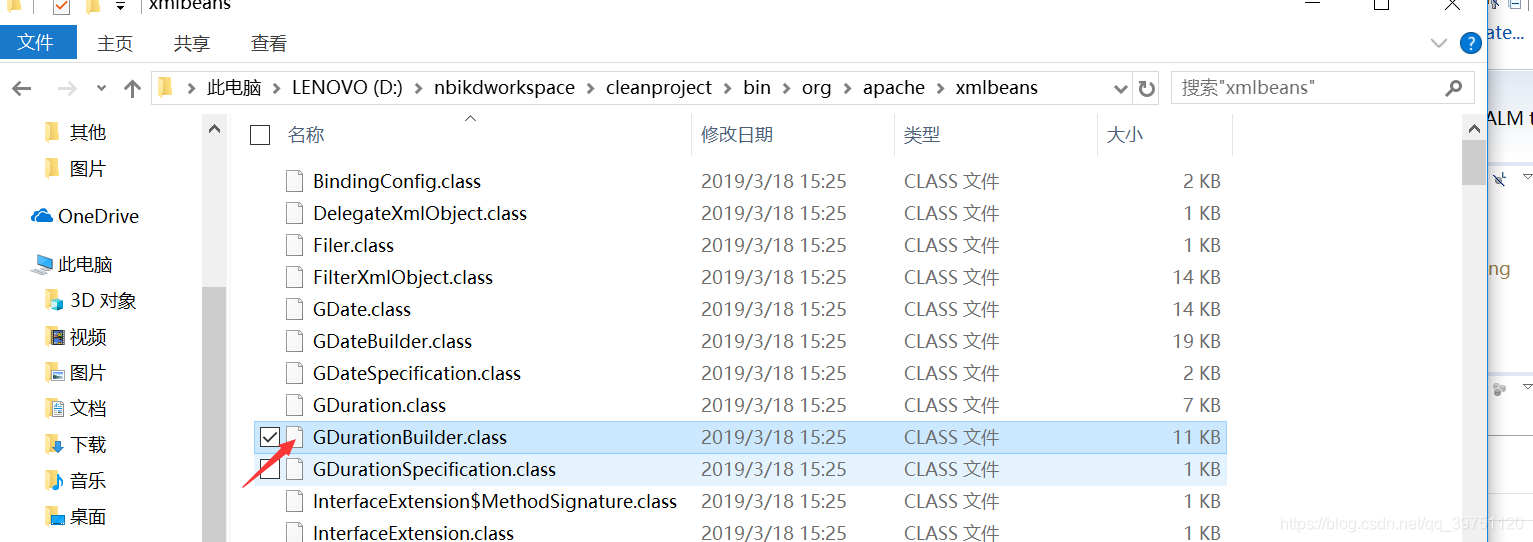 xmlbeans
文件 主页 共享 查看
ate...
此电脑 LENOVO (D:) nbikdworkspace cleanproject bin org apache xmlbeans 搜索"xmlbeans"
ALM t
其他
图片
OneDrive
此电脑
3D 对象
视频
图片
文档
下载
音乐
桌面
名称 修改日期 类型 大小
BindingConfig.class 2019/3/18 15:25 CLASS 文件 2 KB
DelegateXmlObject.class 2019/3/18 15:25 CLASS 文件 1 KB
Filer.class 2019/3/18 15:25 CLASS 文件 1 KB
FilterXmlObject.class 2019/3/18 15:25 CLASS 文件 14 KB
GDate.class 2019/3/18 15:25 CLASS 文件 14 KB
GDateBuilder.class 2019/3/18 15:25 CLASS 文件 19 KB
GDateSpecification.class 2019/3/18 15:25 CLASS 文件 2 KB
GDuration.class 2019/3/18 15:25 CLASS 文件 7 KB
GDurationBuilder.class 2019/3/18 15:25 CLASS 文件 11 KB
GDurationSpecification.class 2019/3/18 15:25 CLASS 文件 1 KB
InterfaceExtension$MethodSignature.class 2019/3/18 15:25 CLASS 文件 1 KB
InterfaceExtension.class 2019/3/18 15:25 CLASS 文件 1 KB
ng
https://blog.csdn.net/qq_39751120